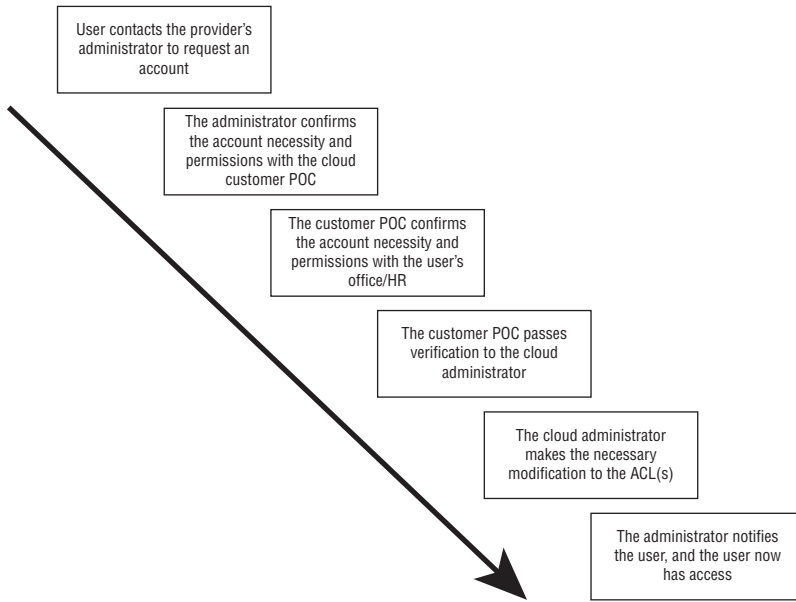 User contacts the provider’s
administrator to request an
account
The administrator confirms
the account necessity and
permissions with the cloud
customer POC
The customer POC confirms
the account necessity and
permissions with the user’s
office/HR
The customer POC passes
verification to the cloud
administrator
The cloud administrator
makes the necessary
modification to the ACL(s)
The administrator notifies
the user, and the user now
has access